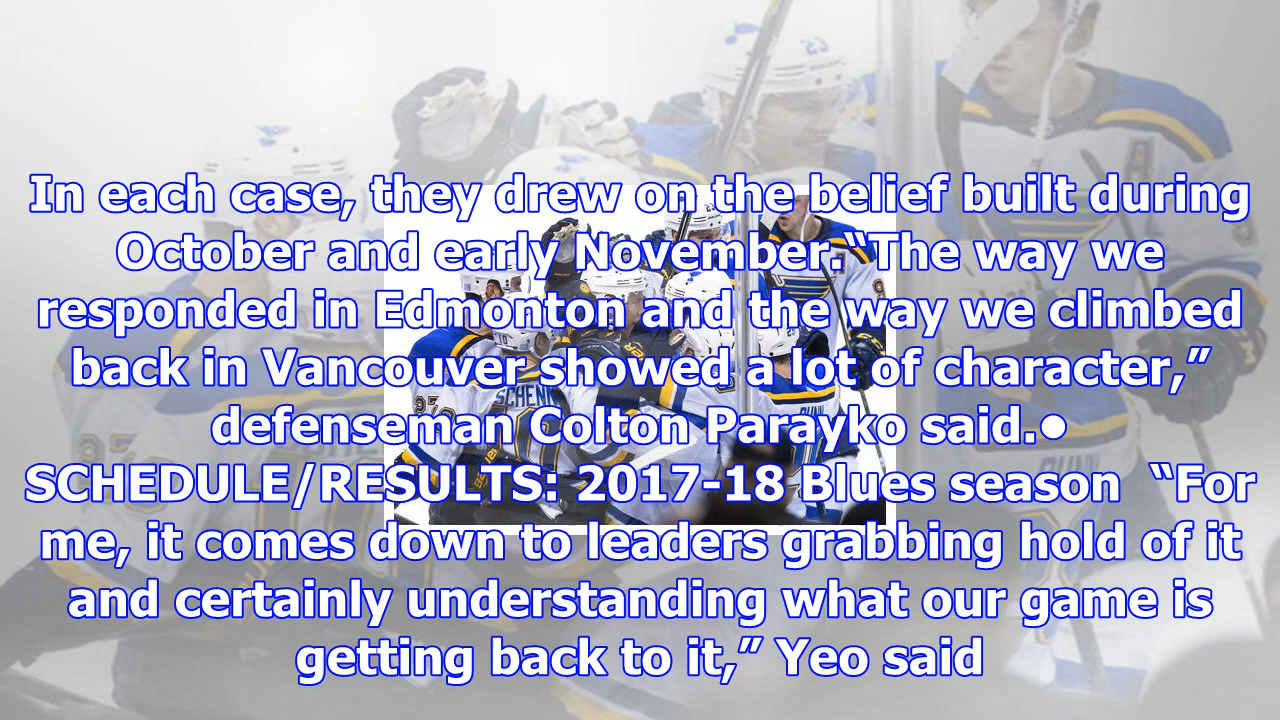 In each case, they drew on the belief built during
October and early November.“The way we
responded in Edmonton and the way we climbed
back in Vancouver showed a lot of character,”
defenseman Colton Parayko said.●
SCHEDULE/RESULTS: 2017-18 Blues season “For
me, it comes down to leaders grabbing hold of it
and certainly understanding what our game is
getting back to it,” Yeo said
SCHENN
10
DUNN